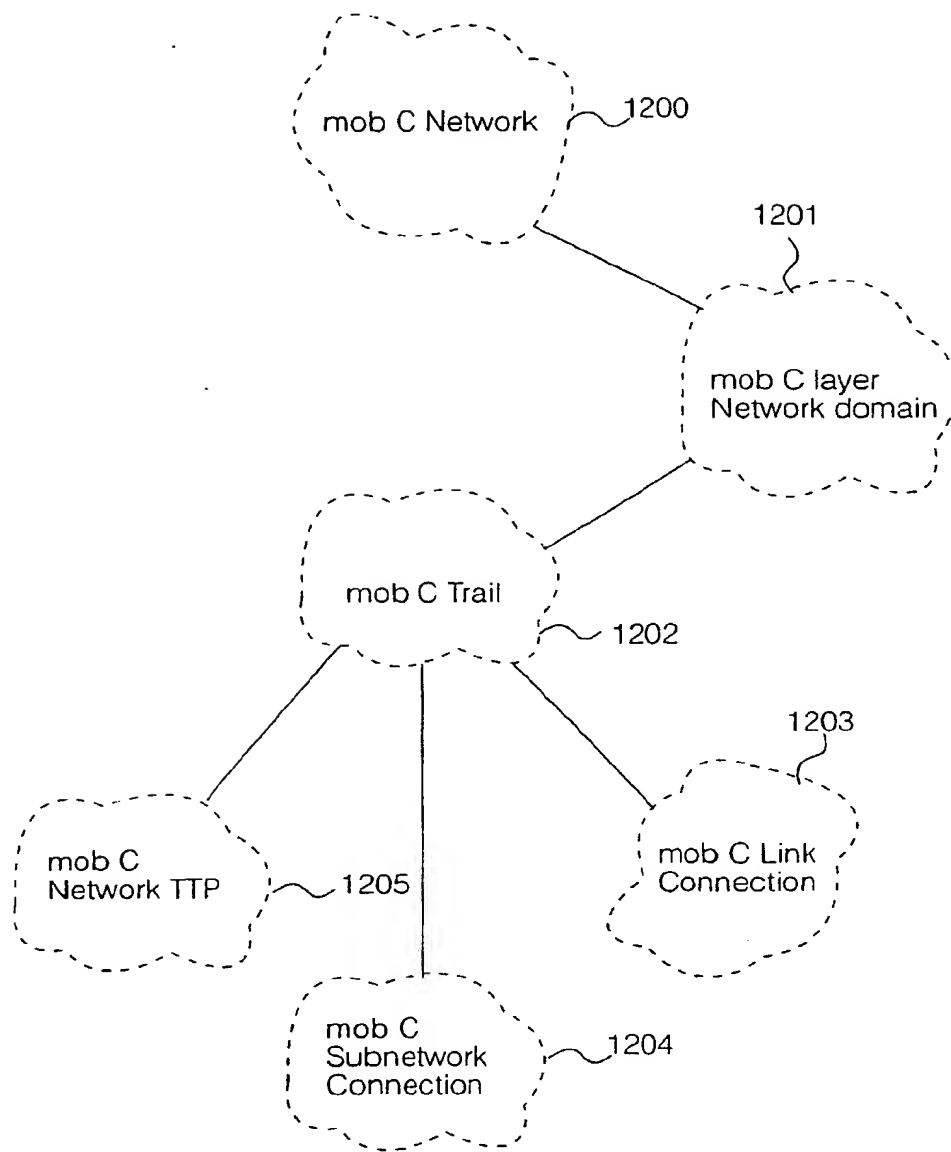 mob C Network
1200
1201
mob C layer
Network domain
mob C Trail
1202
1203
mob C Link
Connection
mob C
Network TTP
1205
mob C
Subnetwork
Connection
1204